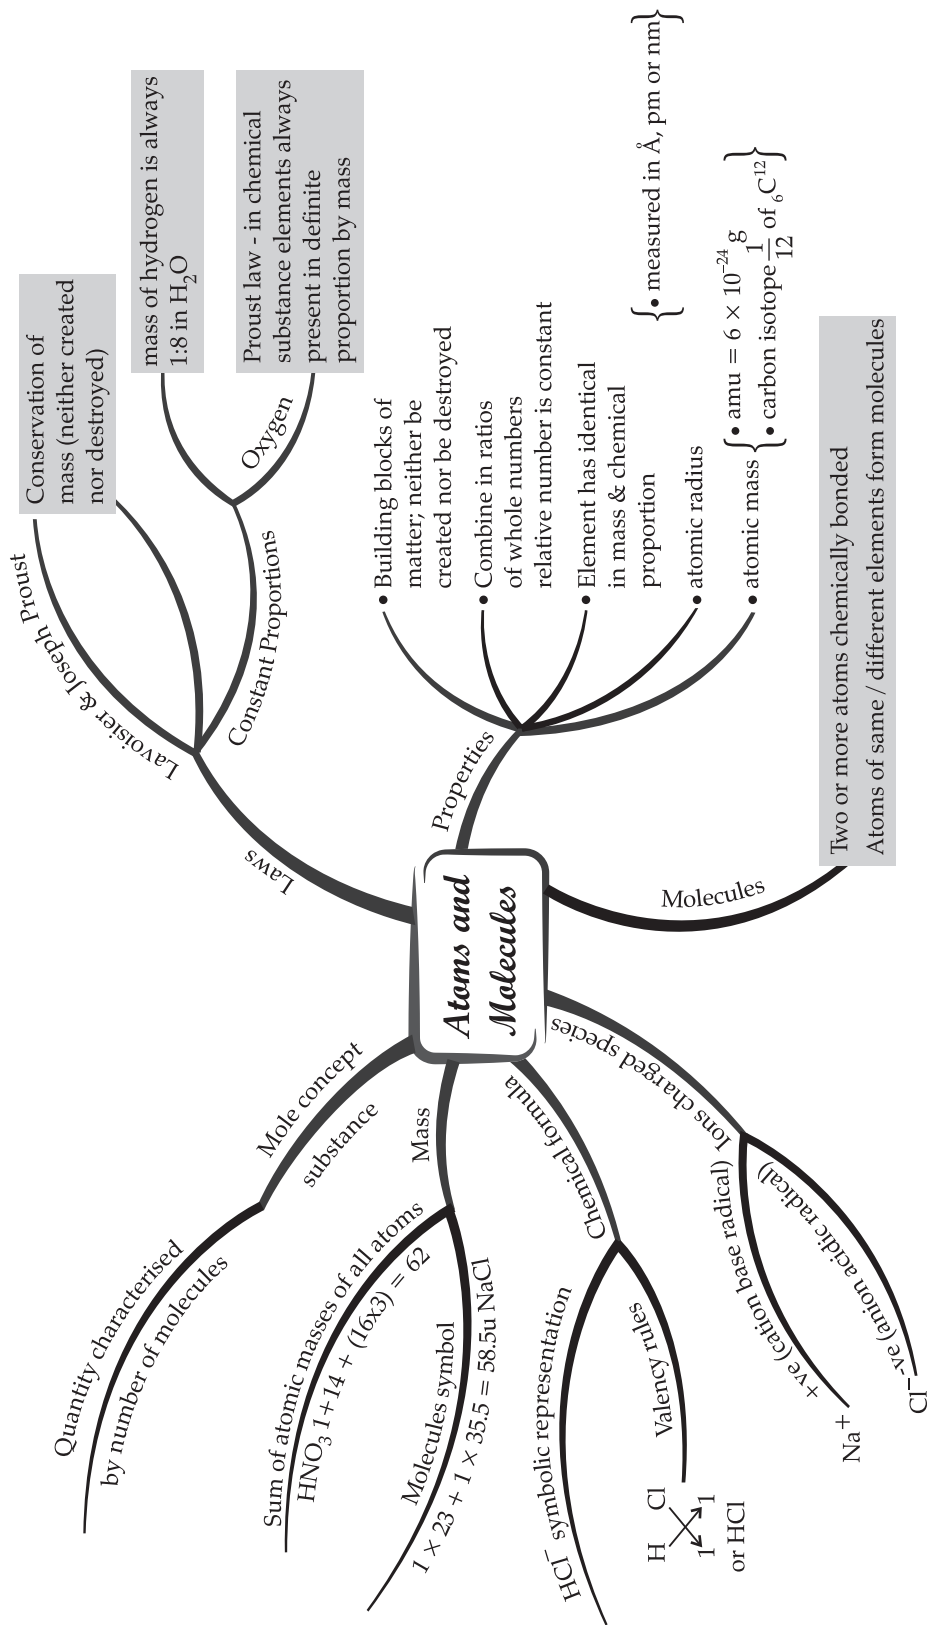 Atoms and
Molecules
Laws
Lavoisier & Joseph Proust
Conservation of
mass (neither created
nor destroyed)
Constant Proportions
mass of hydrogen is always
1:8 in H₂O
Oxygen
Proust law - in chemical
substance elements always
present in definite
proportion by mass
Properties
• Building blocks of
matter; neither be
created nor be destroyed
• Combine in ratios
of whole numbers
relative number is constant
• Element has identical
in mass & chemical
proportion
• atomic radius
{• measured in Å, pm or nm}
• atomic mass
{• amu = 6 × 10⁻²⁴ g
• carbon isotope 1/12 of ₆C¹²}
Molecules
Two or more atoms chemically bonded
Atoms of same / different elements form molecules
Ions charged species
+ve (cation base radical)
Na⁺
-ve (anion acidic radical)
Cl⁻
Chemical formula
HCl⁻ symbolic representation
Valency rules
H Cl
1 1
or HCl
Mass
Sum of atomic masses of all atoms
HNO₃ 1+14 + (16x3) = 62
Molecules symbol
1 × 23 + 1 × 35.5 = 58.5u NaCl
Mole concept
substance
Quantity characterised
by number of molecules